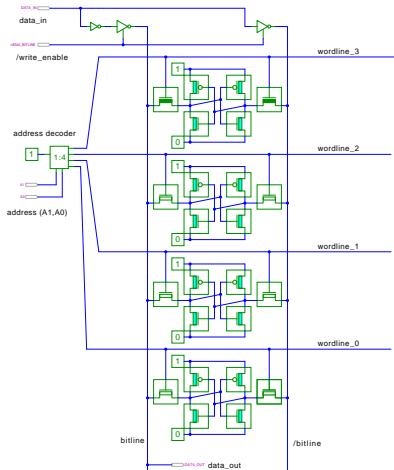 DATA_IN
data_in
nENA_BITLINE
/write_enable
wordline_3
1
0
address decoder
1
1:4
wordline_2
1
0
A1
A0
address (A1,A0)
wordline_1
1
0
wordline_0
1
0
bitline
/bitline
DATA_OUT
data_out